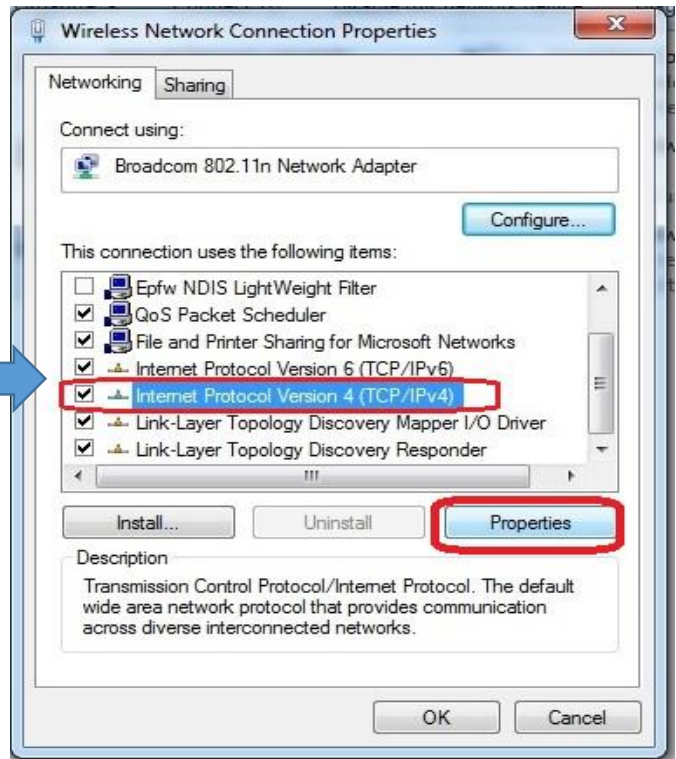 Wireless Network Connection Properties
Networking
Sharing
Connect using:
Broadcom 802.11n Network Adapter
Configure...
This connection uses the following items:
Epfw NDIS LightWeight Filter
QoS Packet Scheduler
File and Printer Sharing for Microsoft Networks
Internet Protocol Version 6 (TCP/IPv6)
Internet Protocol Version 4 (TCP/IPv4)
Link-Layer Topology Discovery Mapper I/O Driver
Link-Layer Topology Discovery Responder
Install...
Uninstall
Properties
Description
Transmission Control Protocol/Internet Protocol. The default
wide area network protocol that provides communication
across diverse interconnected networks.
OK
Cancel